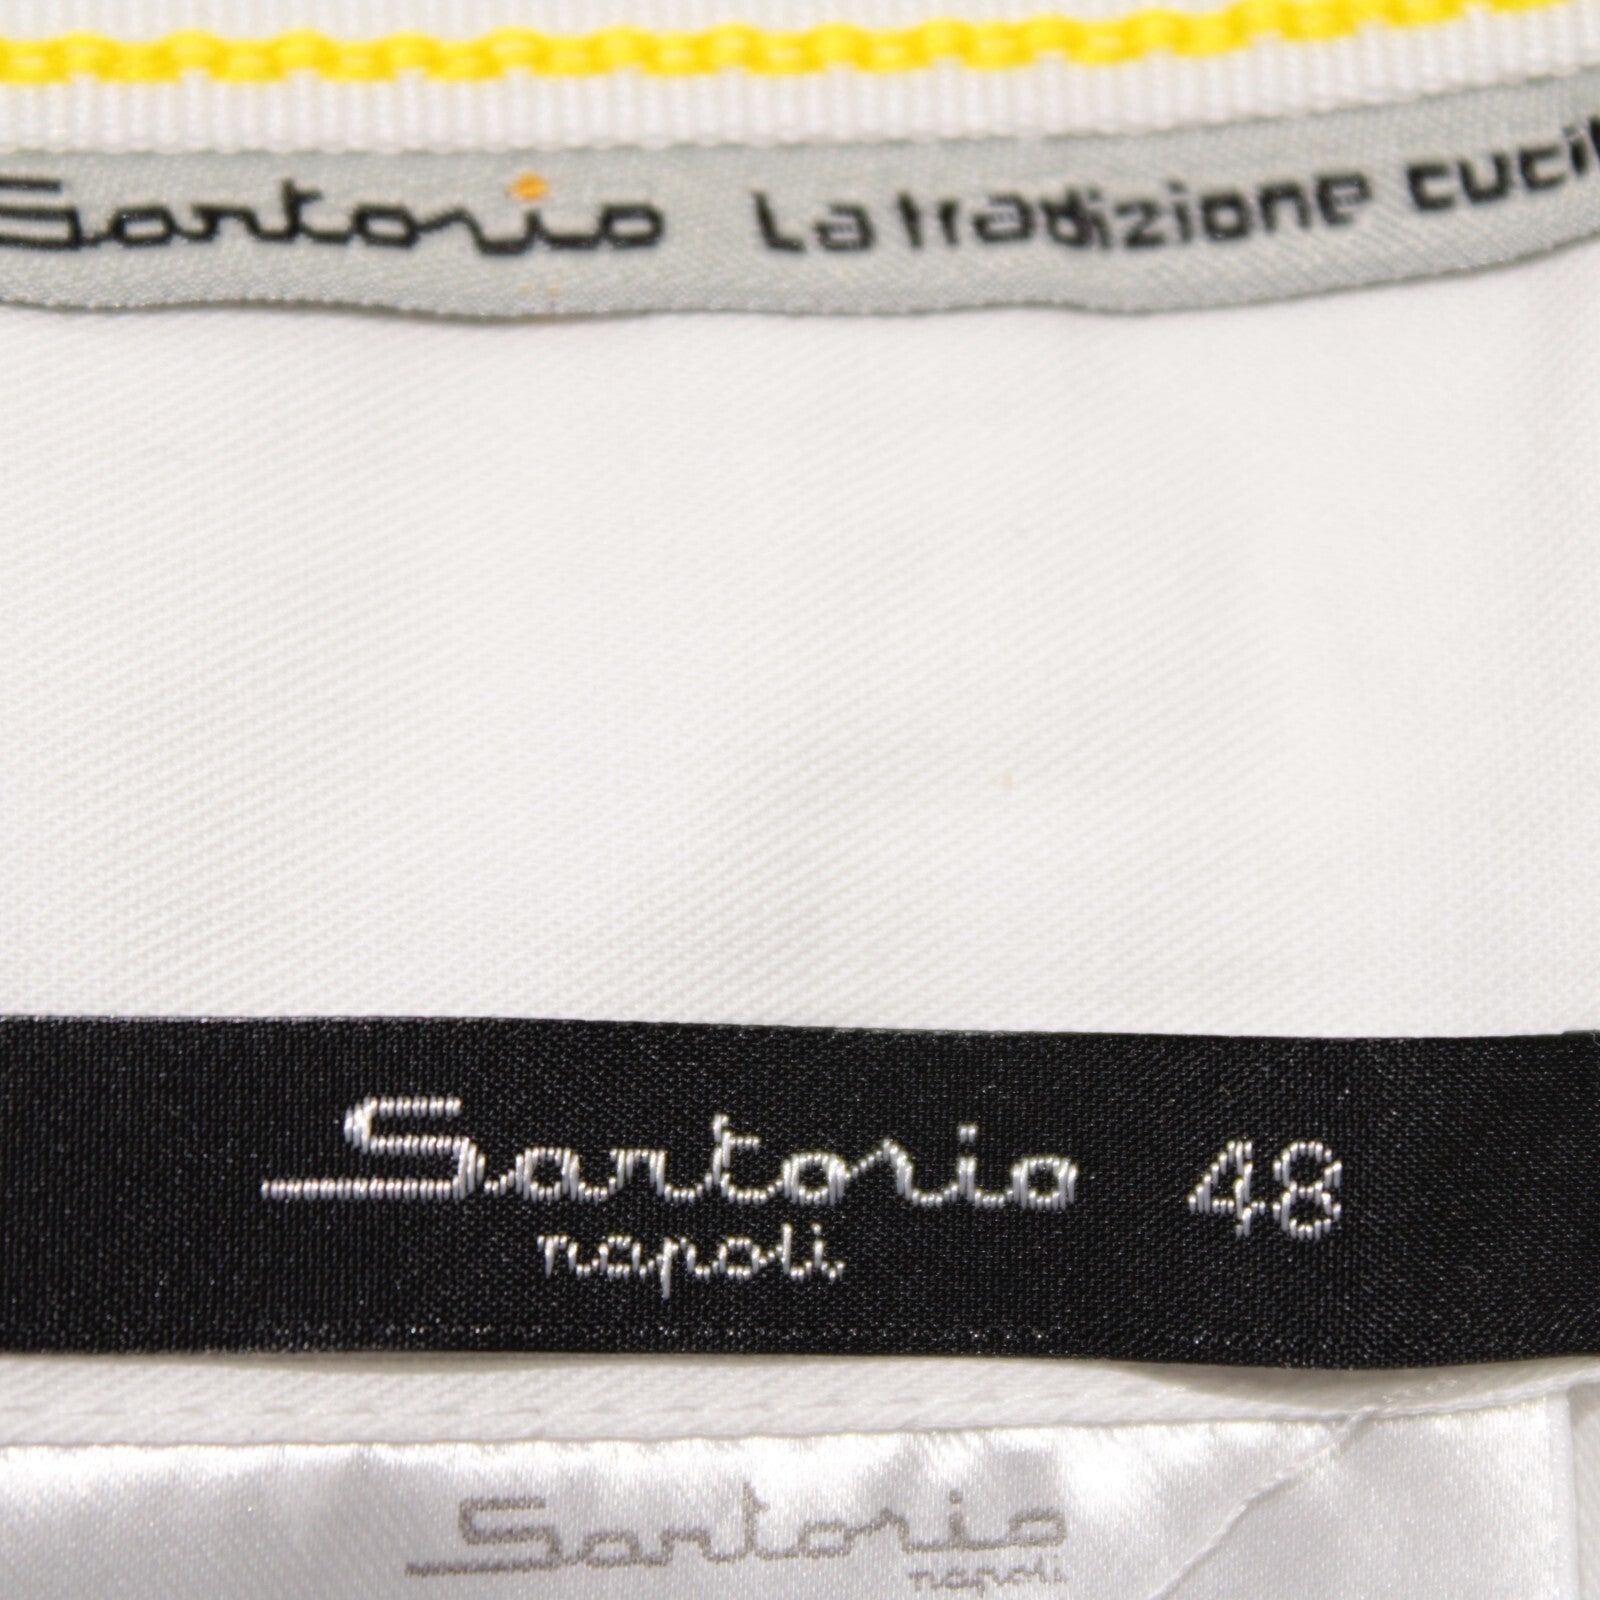 Sartorio La tradizione
Sartorio 48
napoli
Sartorio
napoli